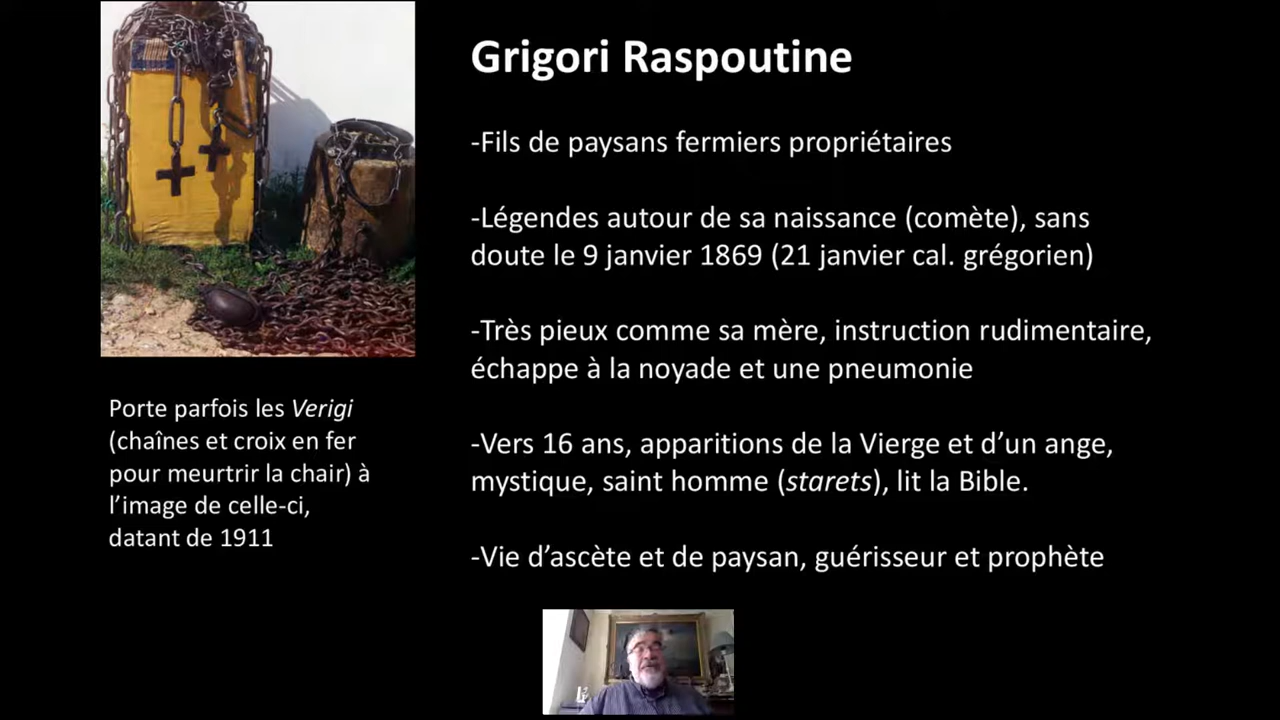 Grigori Raspoutine
-Fils de paysans fermiers propriétaires
-Légendes autour de sa naissance (comète), sans
doute le 9 janvier 1869 (21 janvier cal. grégorien)
-Très pieux comme sa mère, instruction rudimentaire,
échappe à la noyade et une pneumonie
-Vers 16 ans, apparitions de la Vierge et d’un ange,
mystique, saint homme (starets), lit la Bible.
-Vie d’ascète et de paysan, guérisseur et prophète
Porte parfois les Verigi
(chaînes et croix en fer
pour meurtrir la chair) à
l’image de celle-ci,
datant de 1911